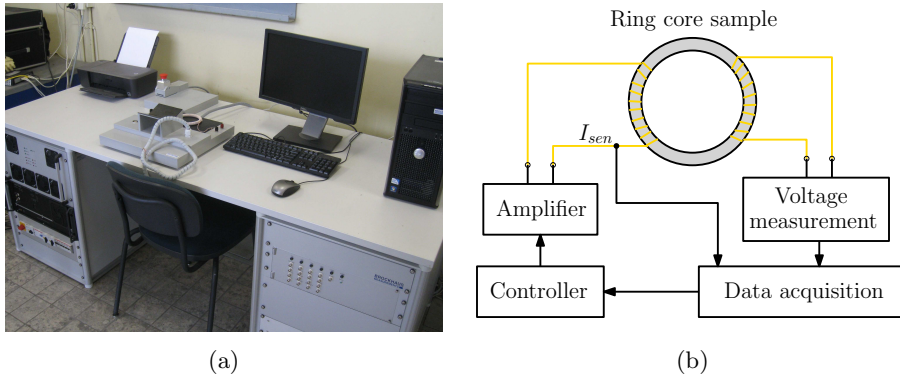 Ring core sample
I_sen
Amplifier
Voltage
measurement
Controller
Data acquisition
(a)
(b)